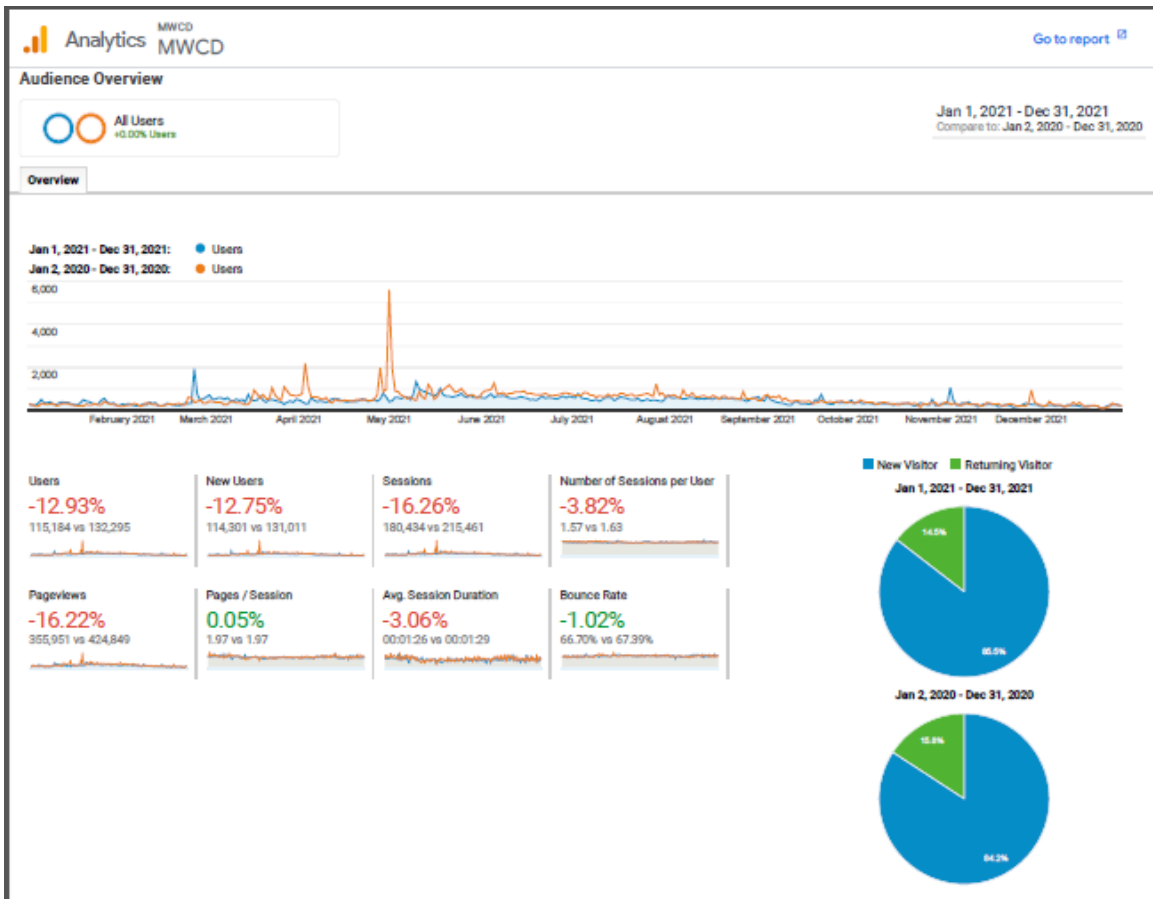 Analytics
MWCD
MWCD
Go to report
Audience Overview
All Users
+0.00% Users
Jan 1, 2021 - Dec 31, 2021
Compare to: Jan 2, 2020 - Dec 31, 2020
Overview
Jan 1, 2021 - Dec 31, 2021: Users
Jan 2, 2020 - Dec 31, 2020: Users
6,000
4,000
2,000
February 2021 March 2021 April 2021 May 2021 June 2021 July 2021 August 2021 September 2021 October 2021 November 2021 December 2021
Users
-12.93%
115,184 vs 132,295
New Users
-12.75%
114,301 vs 131,011
Sessions
-16.26%
180,434 vs 215,461
Number of Sessions per User
-3.82%
1.57 vs 1.63
Pageviews
-16.22%
355,951 vs 424,849
Pages / Session
0.05%
1.97 vs 1.97
Avg. Session Duration
-3.06%
00:01:26 vs 00:01:29
Bounce Rate
-1.02%
66.70% vs 67.39%
New Visitor Returning Visitor
Jan 1, 2021 - Dec 31, 2021
14.5%
85.5%
Jan 2, 2020 - Dec 31, 2020
15.8%
84.2%